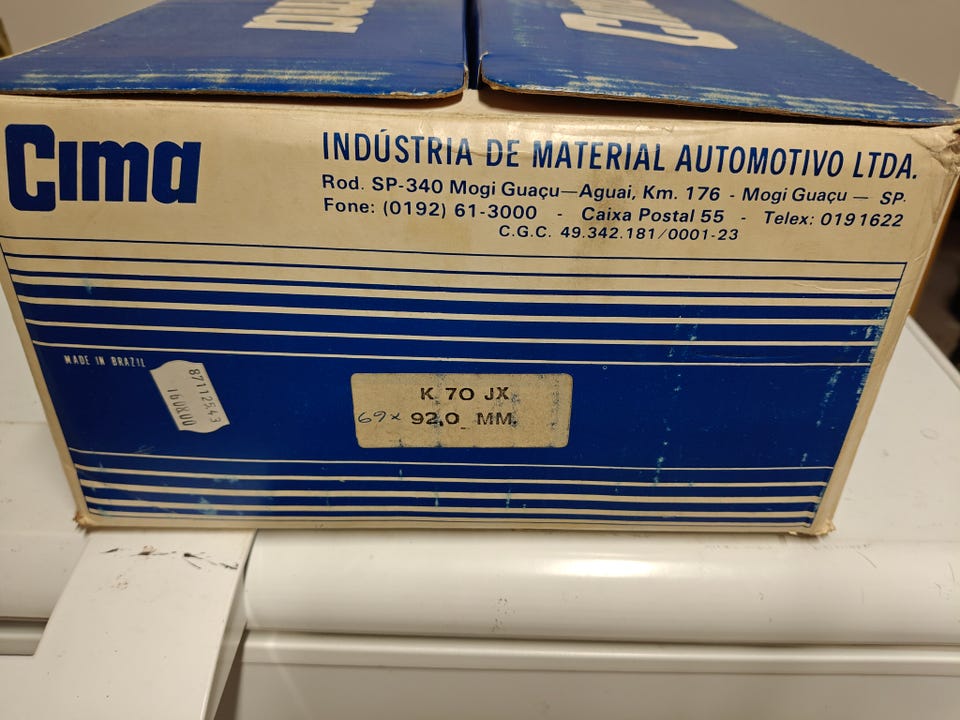 Cima
INDÚSTRIA DE MATERIAL AUTOMOTIVO LTDA.
Rod. SP-340 Mogi Guaçu—Aguai, Km. 176 - Mogi Guaçu — SP.
Fone: (0192) 61-3000 - Caixa Postal 55 - Telex: 0191622
C.G.C. 49.342.181/0001-23
MADE IN BRAZIL
87112543
K 70 JX
69x 92,0 MM.